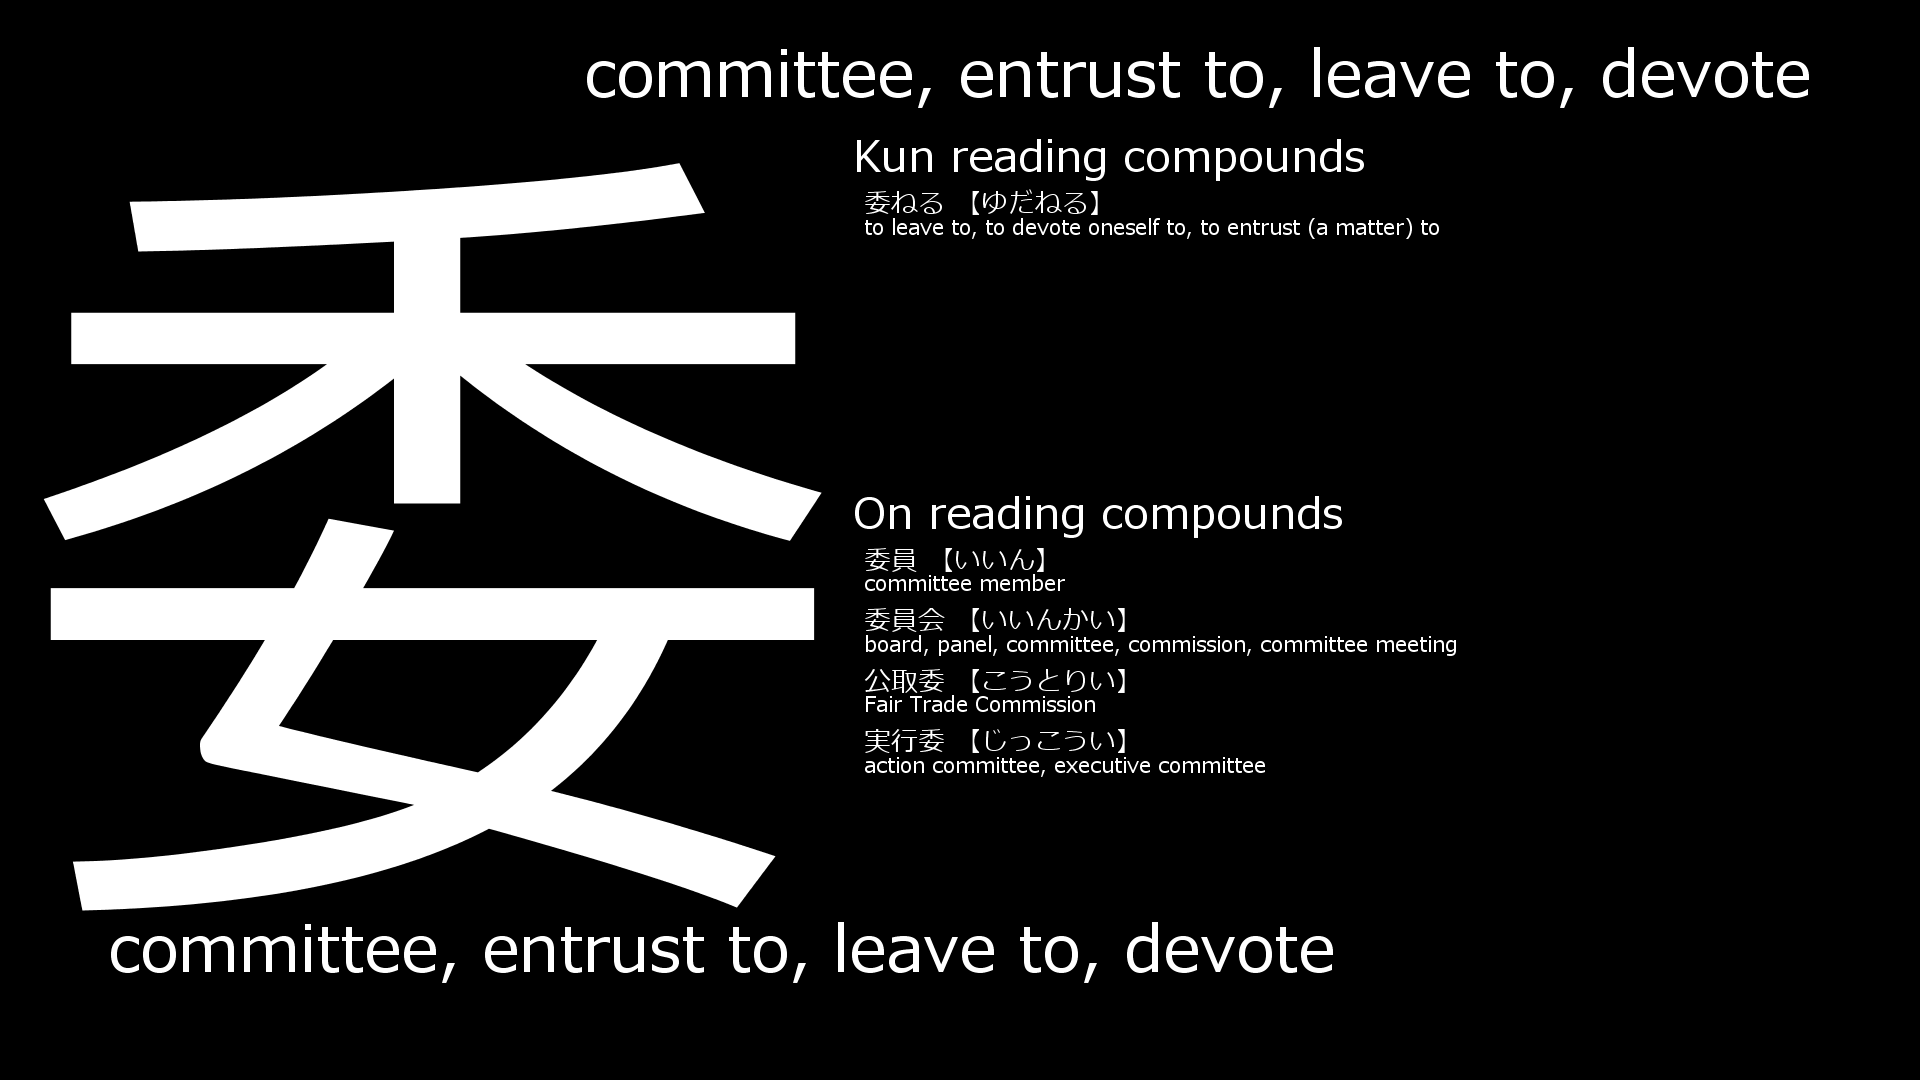 committee, entrust to, leave to, devote
委
Kun reading compounds
委ねる 【ゆだねる】
to leave to, to devote oneself to, to entrust (a matter) to
On reading compounds
委員 【いいん】
committee member
委員会 【いいんかい】
board, panel, committee, commission, committee meeting
公取委 【こうとりい】
Fair Trade Commission
実行委 【じっこうい】
action committee, executive committee
committee, entrust to, leave to, devote